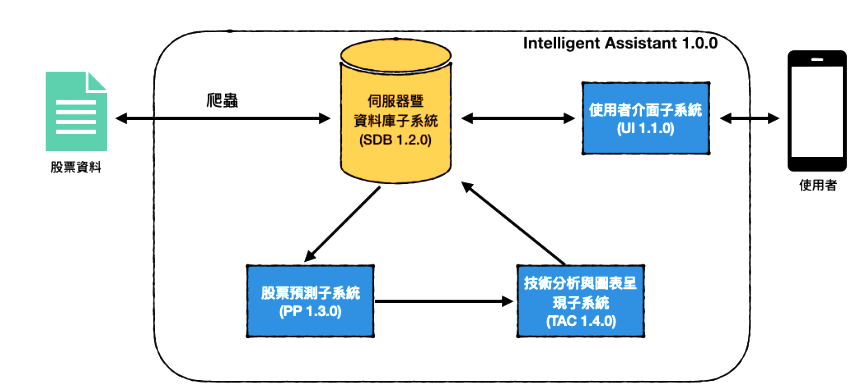 Intelligent Assistant 1.0.0
爬蟲
伺服器暨
資料庫子系統
(SDB 1.2.0)
使用者介面子系統
(UI 1.1.0)
股票資料
使用者
股票預測子系統
(PP 1.3.0)
技術分析與圖表呈
現子系統
(TAC 1.4.0)